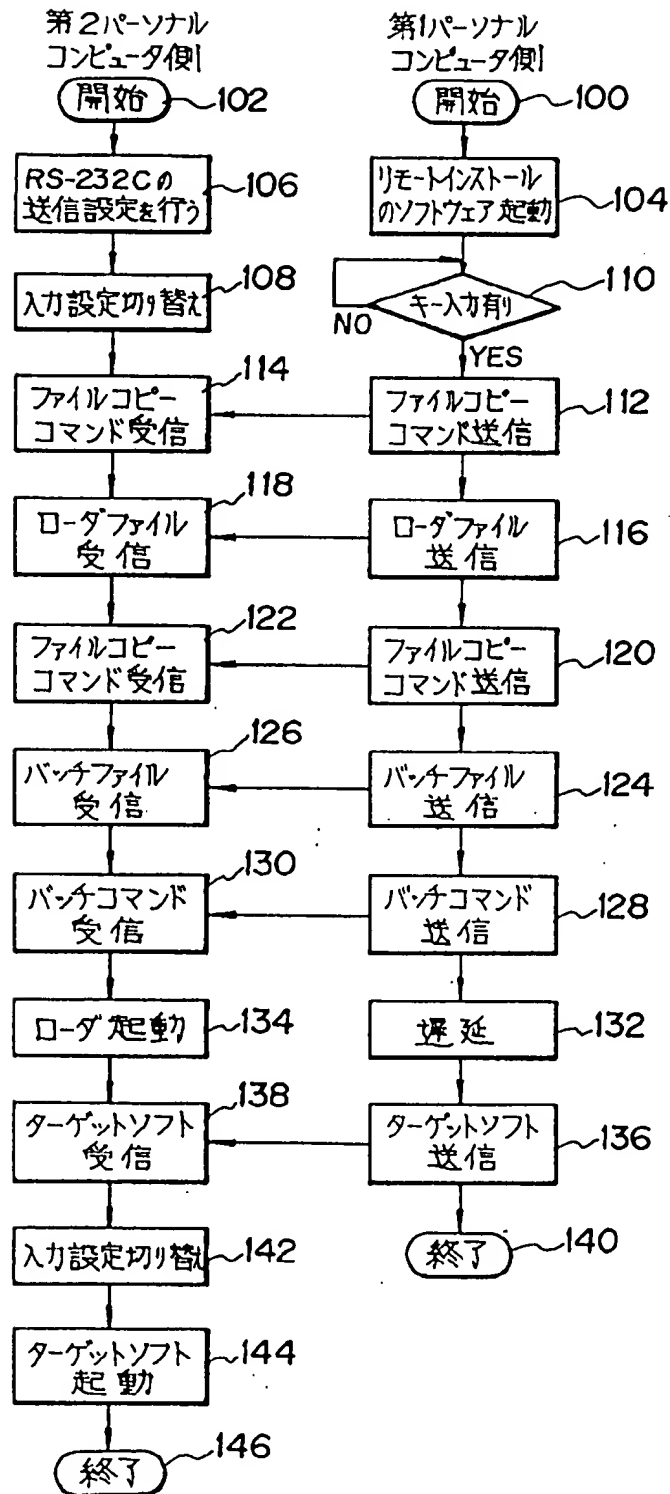 第2パーソナル
コンピュータ側
開始
102
RS-232Cの
送信設定を行う
106
入力設定切り替え
108
ファイルコピー
コマンド受信
114
ローダファイル
受信
118
ファイルコピー
コマンド受信
122
バッチファイル
受信
126
バッチコマンド
受信
130
ローダ起動
134
ターゲットソフト
受信
138
入力設定切り替え
142
ターゲットソフト
起動
144
終了
146
第1パーソナル
コンピュータ側
開始
100
リモートインストール
のソフトウェア起動
104
キー入力有り
110
NO
YES
ファイルコピー
コマンド送信
112
ローダファイル
送信
116
ファイルコピー
コマンド送信
120
バッチファイル
送信
124
バッチコマンド
送信
128
遅延
132
ターゲットソフト
送信
136
終了
140